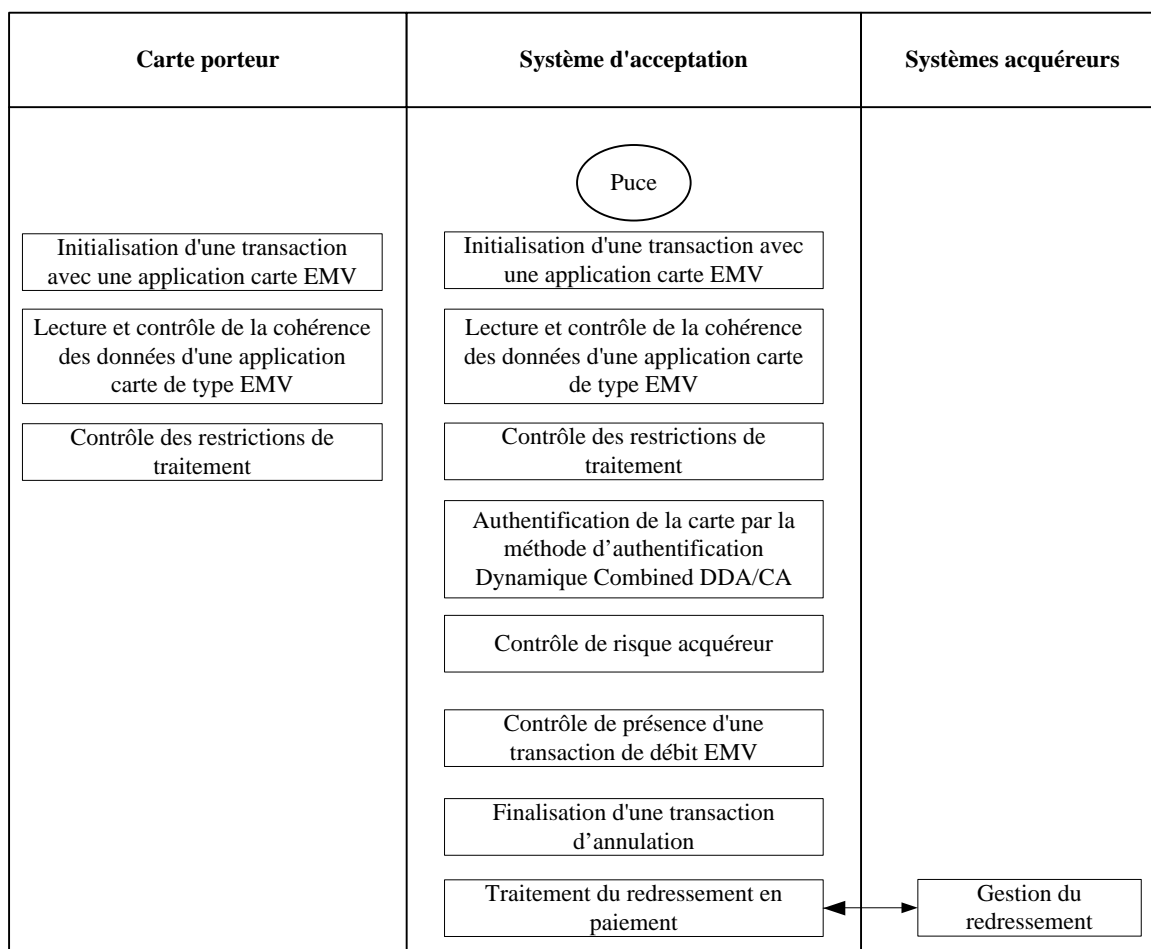 Carte porteur
Système d'acceptation
Systèmes acquéreurs
Puce
Initialisation d'une transaction
avec une application carte EMV
Initialisation d'une transaction avec
une application carte EMV
Lecture et contrôle de la cohérence
des données d'une application
carte de type EMV
Lecture et contrôle de la cohérence
des données d'une application carte
de type EMV
Contrôle des restrictions de
traitement
Contrôle des restrictions de
traitement
Authentification de la carte par la
méthode d’authentification
Dynamique Combined DDA/CA
Contrôle de risque acquéreur
Contrôle de présence d'une
transaction de débit EMV
Finalisation d'une transaction
d’annulation
Traitement du redressement en
paiement
Gestion du
redressement